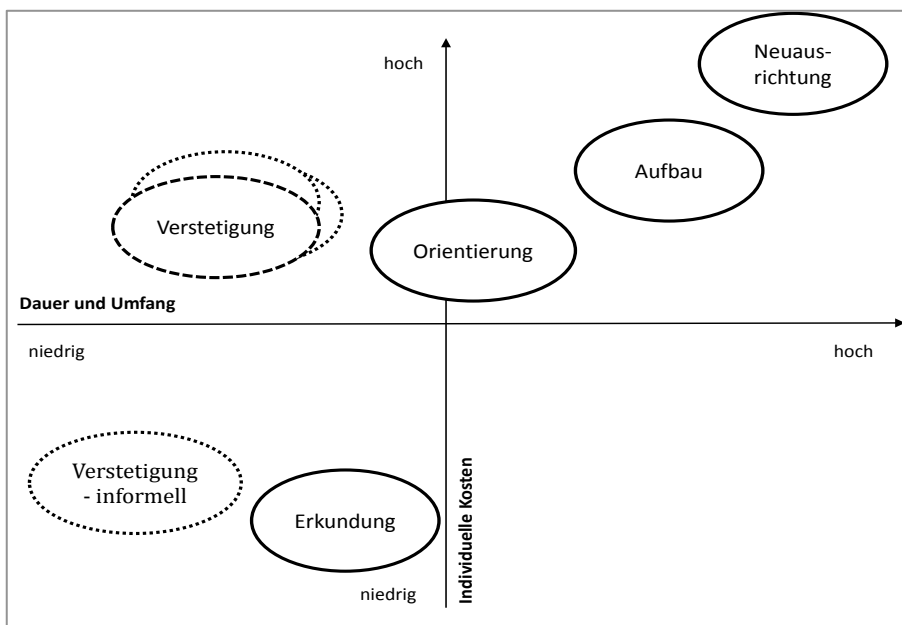 hoch
Neuaus-
richtung
Aufbau
Verstetigung
Orientierung
Dauer und Umfang
niedrig
hoch
Verstetigung
- informell
Erkundung
niedrig
Individuelle Kosten